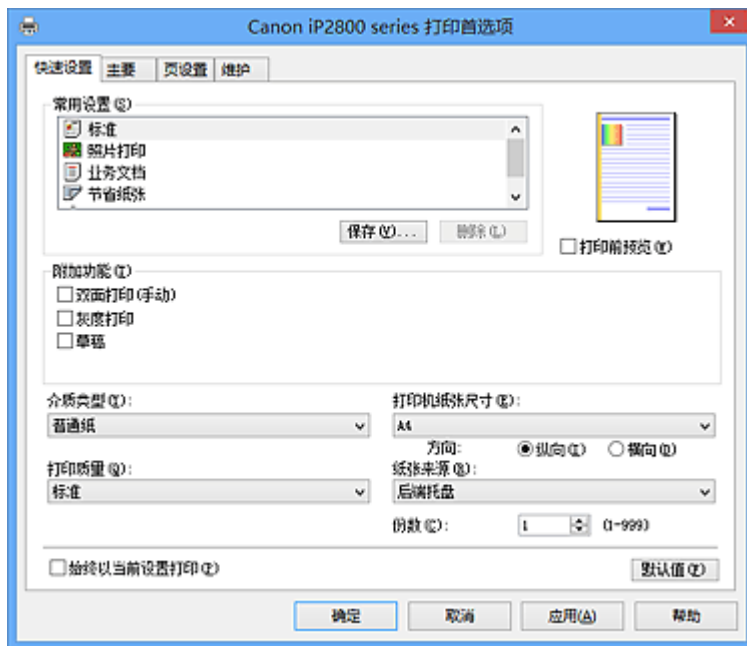 Canon iP2800 series 打印首选项
快速设置 主要 页设置 维护
常用设置(S)
标准
照片打印
业务文档
节省纸张
保存(V)... 删除(L)
打印前预览(W)
附加功能(T)
双面打印(手动)
灰度打印
草稿
介质类型(Y): 打印机纸张尺寸(E):
普通纸 A4
方向: 纵向(I) 横向(D)
打印质量(Q): 纸张来源(R):
标准 后端托盘
份数(C): 1 (1-999)
始终以当前设置打印(P) 默认值(Z)
确定 取消 应用(A) 帮助